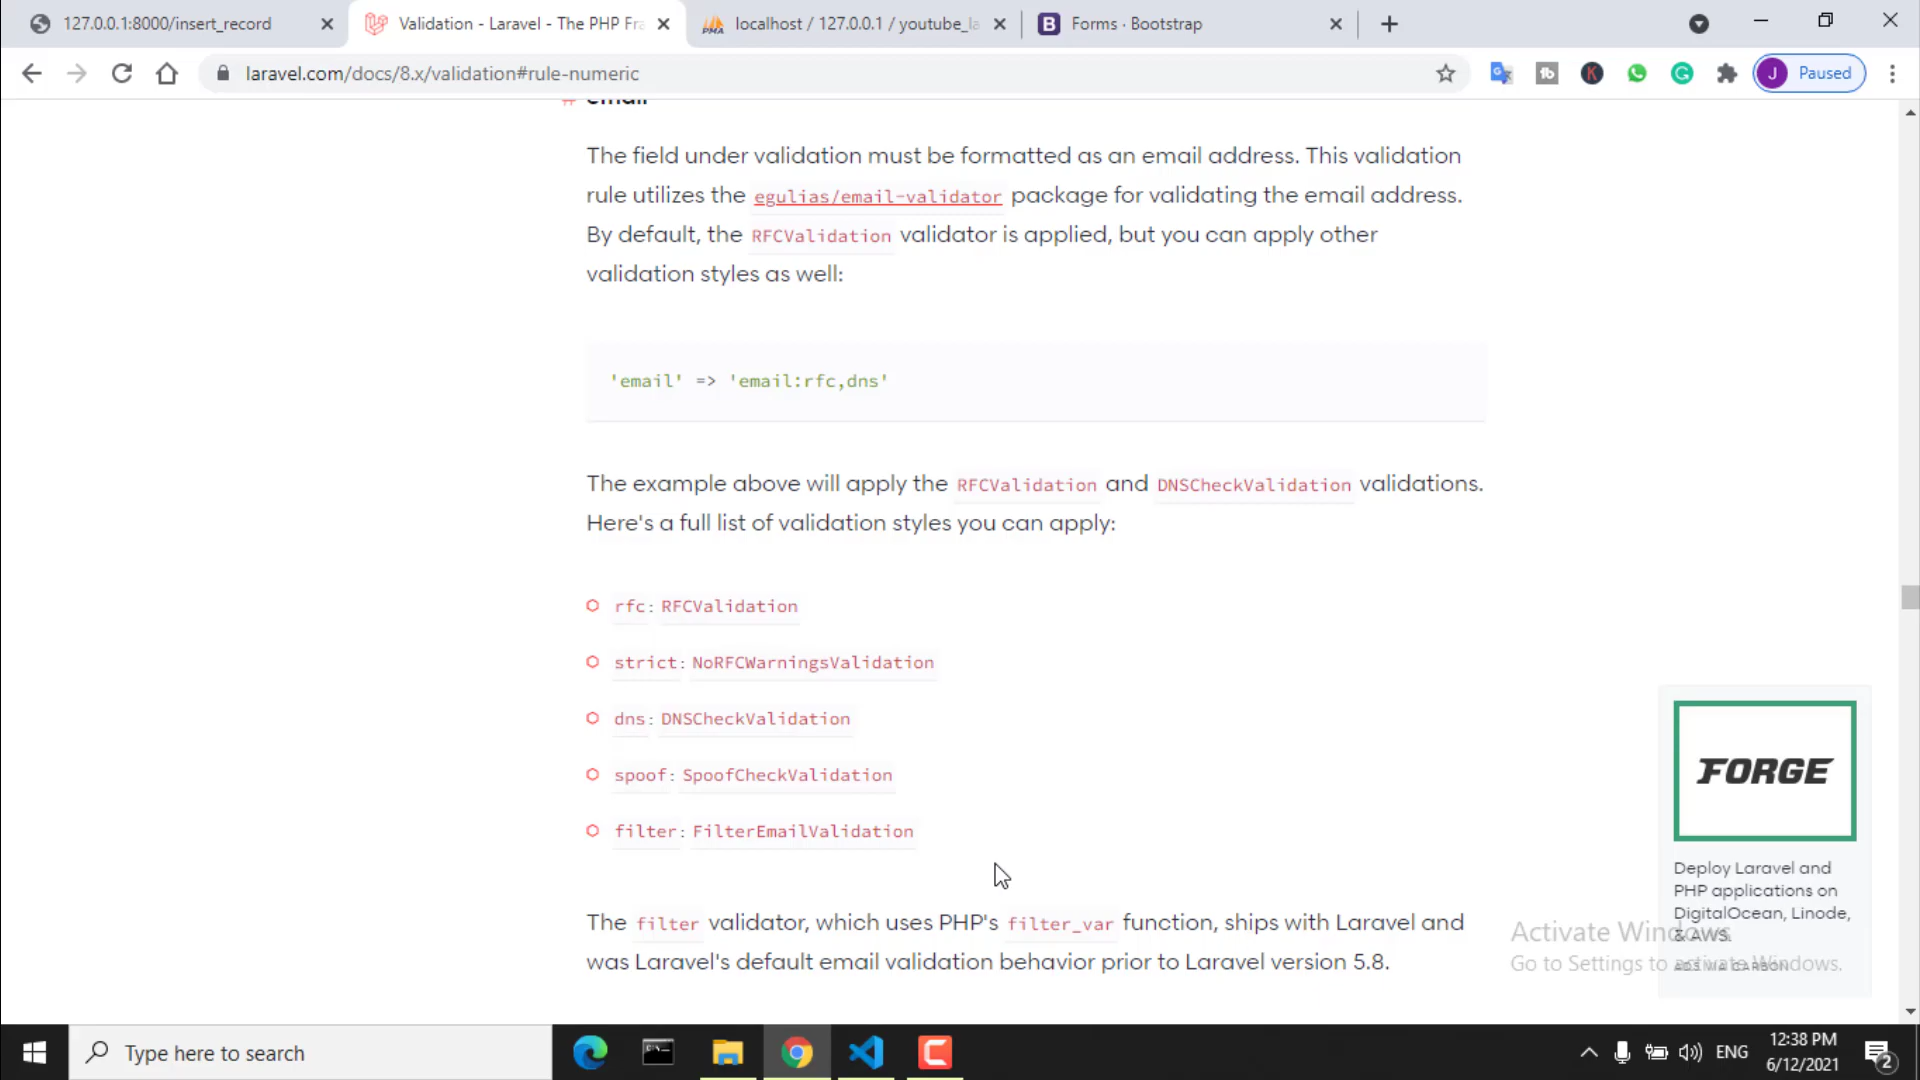 127.0.0.1:8000/insert_record
Validation - Laravel - The PHP Fra
localhost / 127.0.0.1 / youtube_la
Forms · Bootstrap
laravel.com/docs/8.x/validation#rule-numeric
J Paused
# email
The field under validation must be formatted as an email address. This validation
rule utilizes the egulias/email-validator package for validating the email address.
By default, the RFCValidation validator is applied, but you can apply other
validation styles as well:
'email' => 'email:rfc,dns'
The example above will apply the RFCValidation and DNSCheckValidation validations.
Here's a full list of validation styles you can apply:
rfc: RFCValidation
strict: NoRFCWarningsValidation
dns: DNSCheckValidation
spoof: SpoofCheckValidation
filter: FilterEmailValidation
The filter validator, which uses PHP's filter_var function, ships with Laravel and
was Laravel's default email validation behavior prior to Laravel version 5.8.
FORGE
Deploy Laravel and
PHP applications on
DigitalOcean, Linode,
& AWS.
ADS VIA CARBON
Activate Windows
Go to Settings to activate Windows.
Type here to search
ENG
12:38 PM
6/12/2021
2